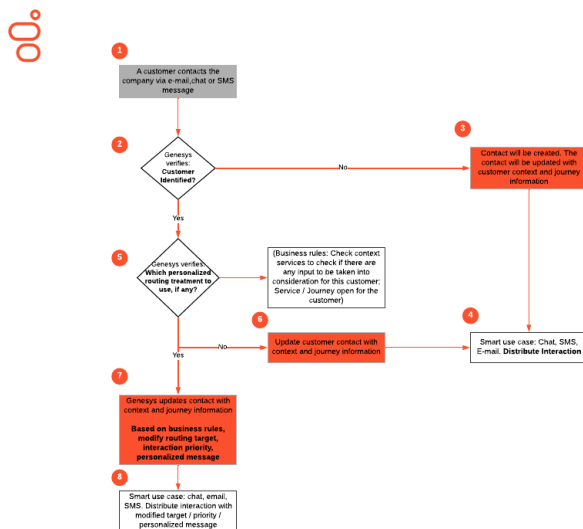 1
A customer contacts the
company via e-mail,chat or SMS
message
2
Genesys
verifies:
Customer
Identified?
No
3
Contact will be created. The
contact will be updated with
customer context and journey
information
Yes
5
Genesys verifies:
Which personalized
routing treatment to
use, if any?
(Business rules: Check context
services to check if there are
any input to be taken into
consideration for this customer;
Service / Journey open for the
customer)
6
No
Update customer contact with
context and journey information
4
Smart use case: Chat, SMS,
E-mail. Distribute Interaction
Yes
7
Genesys updates contact with
context and journey information
Based on business rules,
modify routing target,
interaction priority,
personalized message
8
Smart use case: chat, email,
SMS. Distribute interaction with
modified target / priority /
personalized message